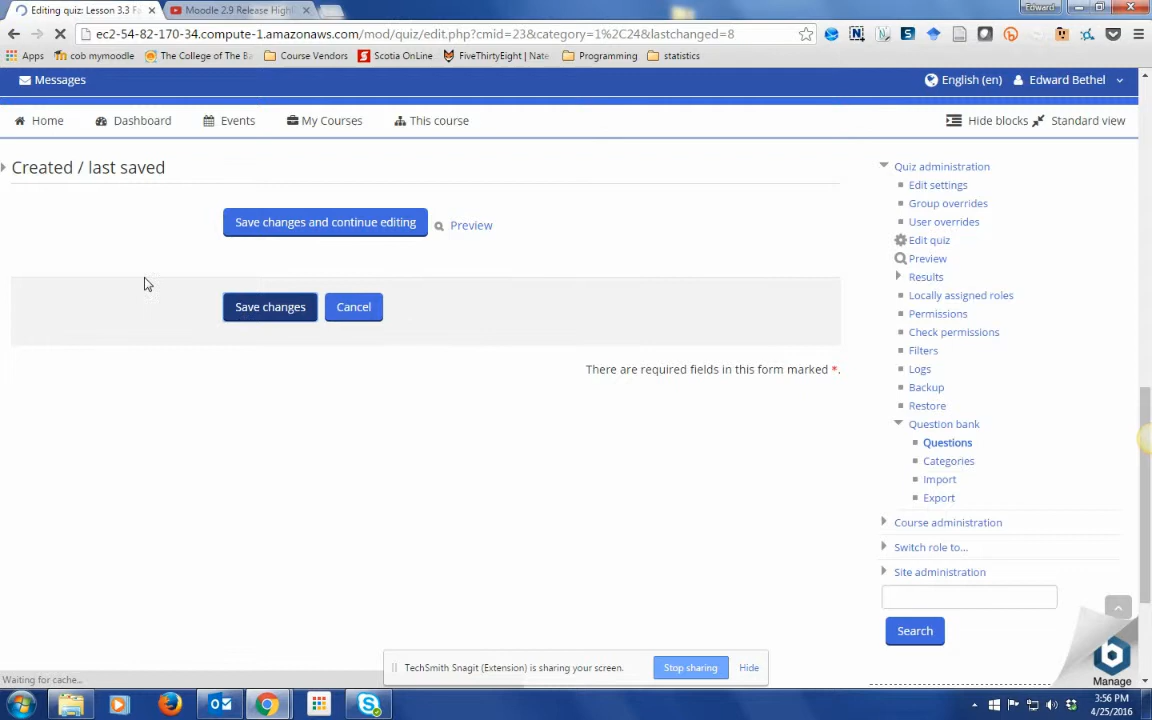 Editing quiz: Lesson 3.3 F
Moodle 2.9 Release High
Edward
ec2-54-82-170-34.compute-1.amazonaws.com/mod/quiz/edit.php?cmid=23&category=1%2C24&lastchanged=8
Apps
cob mymoodle
The College of The Ba
Course Vendors
Scotia OnLine
FiveThirtyEight | Nate
Programming
statistics
Messages
English (en)
Edward Bethel
Home
Dashboard
Events
My Courses
This course
Hide blocks
Standard view
Created / last saved
Save changes and continue editing
Preview
Save changes
Cancel
There are required fields in this form marked *.
Quiz administration
Edit settings
Group overrides
User overrides
Edit quiz
Preview
Results
Locally assigned roles
Permissions
Check permissions
Filters
Logs
Backup
Restore
Question bank
Questions
Categories
Import
Export
Course administration
Switch role to...
Site administration
Search
Manage
TechSmith Snagit (Extension) is sharing your screen.
Stop sharing
Hide
Waiting for cache...
3:56 PM
4/25/2016